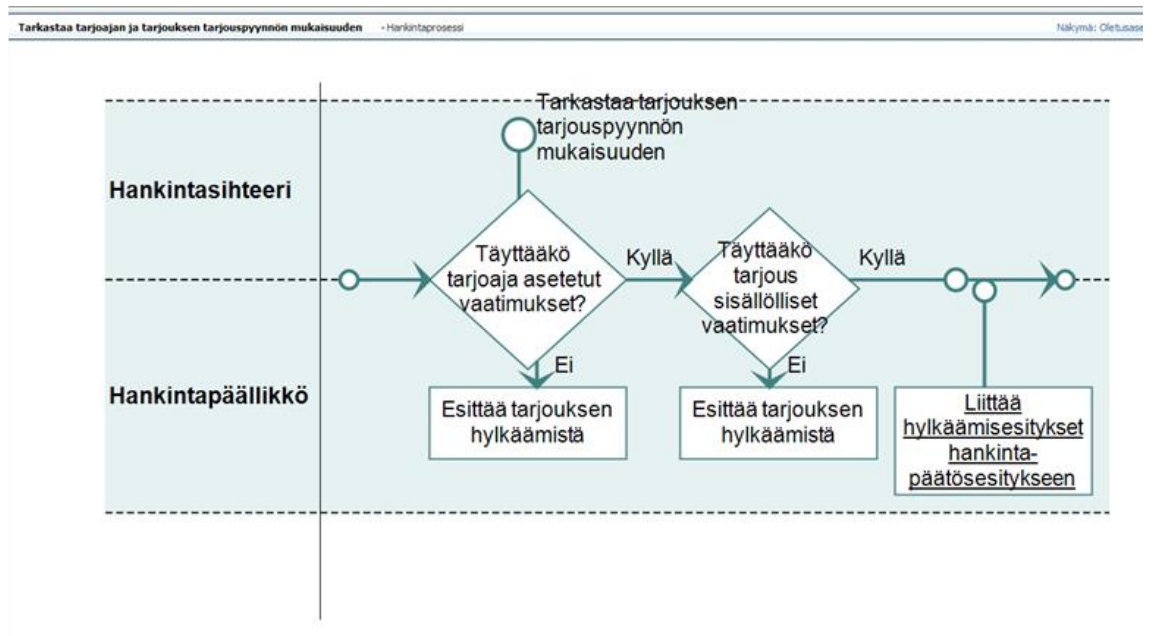 Tarkastaa tarjoajan ja tarjouksen tarjouspyynnön mukaisuuden - Hankintaprosessi
Näkymä: Oletusase
Tarkastaa tarjouksen
tarjouspyynnön
mukaisuuden
Hankintasihteeri
Täyttääkö
tarjoaja asetetut
vaatimukset?
Kyllä
Täyttääkö
tarjous
sisällölliset
vaatimukset?
Kyllä
Ei
Ei
Hankintapäällikkö
Esittää tarjouksen
hylkäämistä
Esittää tarjouksen
hylkäämistä
Liittää
hylkäämisesitykset
hankinta-
päätösesitykseen